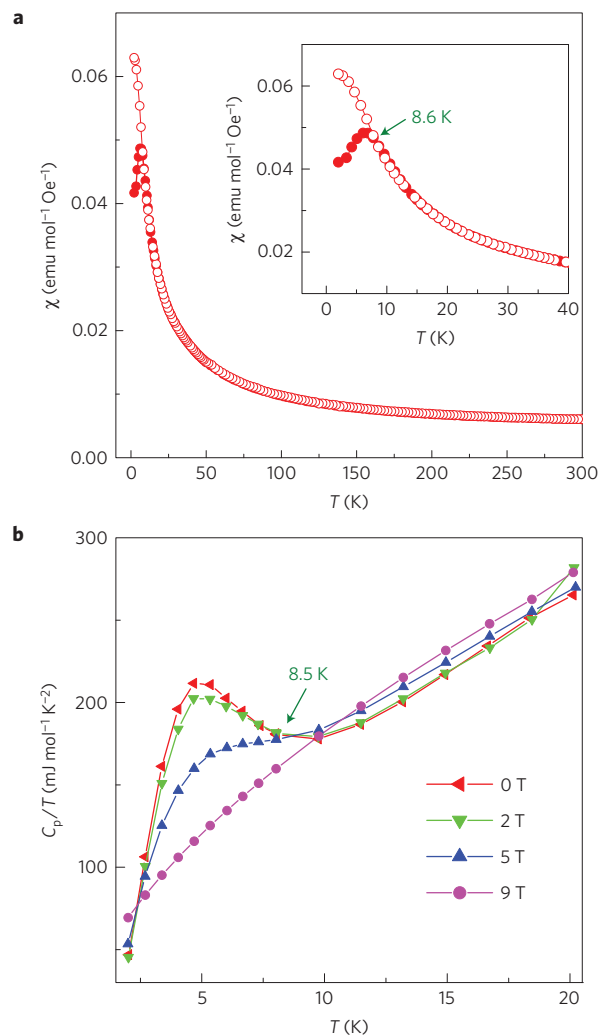 a
0.06
0.04
0.02
0.00
χ (emu mol⁻¹ Oe⁻¹)
0 50 100 150 200 250 300
T (K)
0.06
0.04
0.02
χ (emu mol⁻¹ Oe⁻¹)
8.6 K
0 10 20 30 40
T (K)
b
300
200
100
Cₚ/T (mJ mol⁻¹ K⁻²)
8.5 K
0 T
2 T
5 T
9 T
5 10 15 20
T (K)